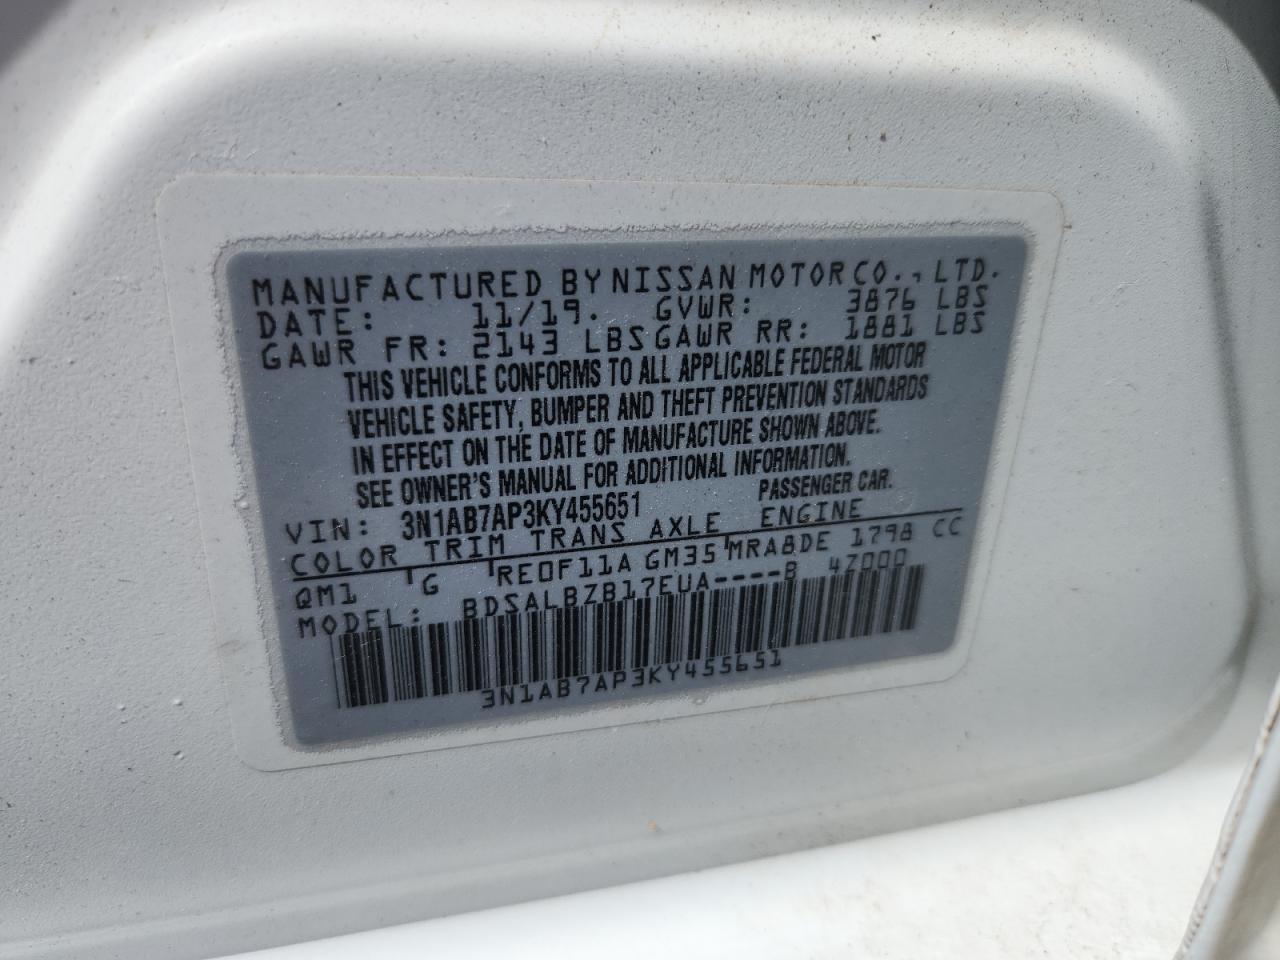 MANUFACTURED BY NISSAN MOTOR CO., LTD.
DATE: 11/19. GVWR: 3876 LBS
GAWR FR: 2143 LBS GAWR RR: 1881 LBS
THIS VEHICLE CONFORMS TO ALL APPLICABLE FEDERAL MOTOR
VEHICLE SAFETY, BUMPER AND THEFT PREVENTION STANDARDS
IN EFFECT ON THE DATE OF MANUFACTURE SHOWN ABOVE.
SEE OWNER'S MANUAL FOR ADDITIONAL INFORMATION.
VIN: 3N1AB7AP3KY455651 PASSENGER CAR.
COLOR TRIM TRANS AXLE ENGINE
QM1 G RE0F11A GM35 MRA8DE 1798 CC
MODEL: BDSALBZB17EUA----B 4Z000
3N1AB7AP3KY455651